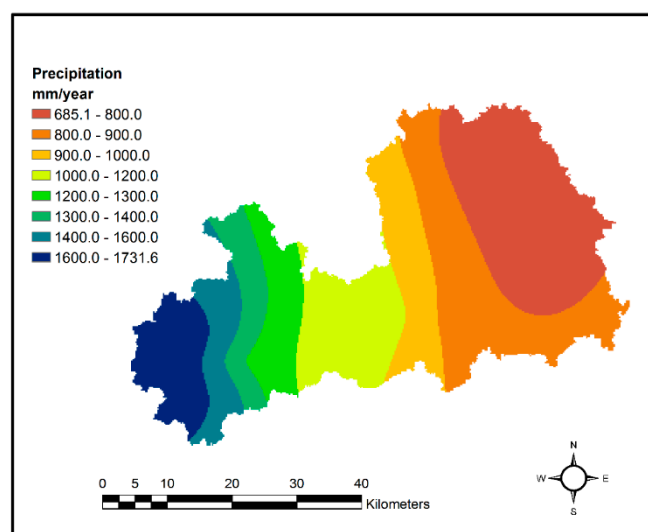 Precipitation
mm/year
685.1 - 800.0
800.0 - 900.0
900.0 - 1000.0
1000.0 - 1200.0
1200.0 - 1300.0
1300.0 - 1400.0
1400.0 - 1600.0
1600.0 - 1731.6
N
W E
S
0 5 10 20 30 40
Kilometers